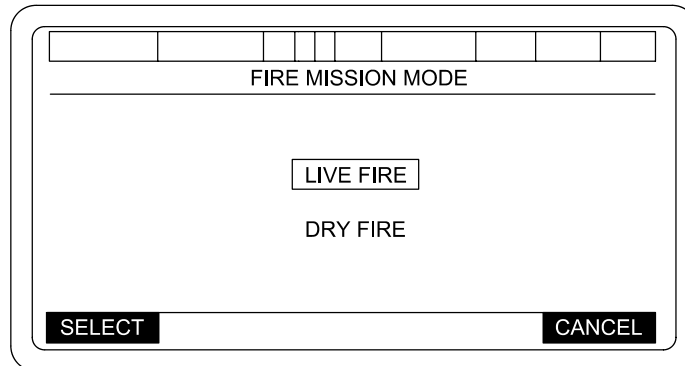 FIRE MISSION MODE
LIVE FIRE
DRY FIRE
SELECT CANCEL